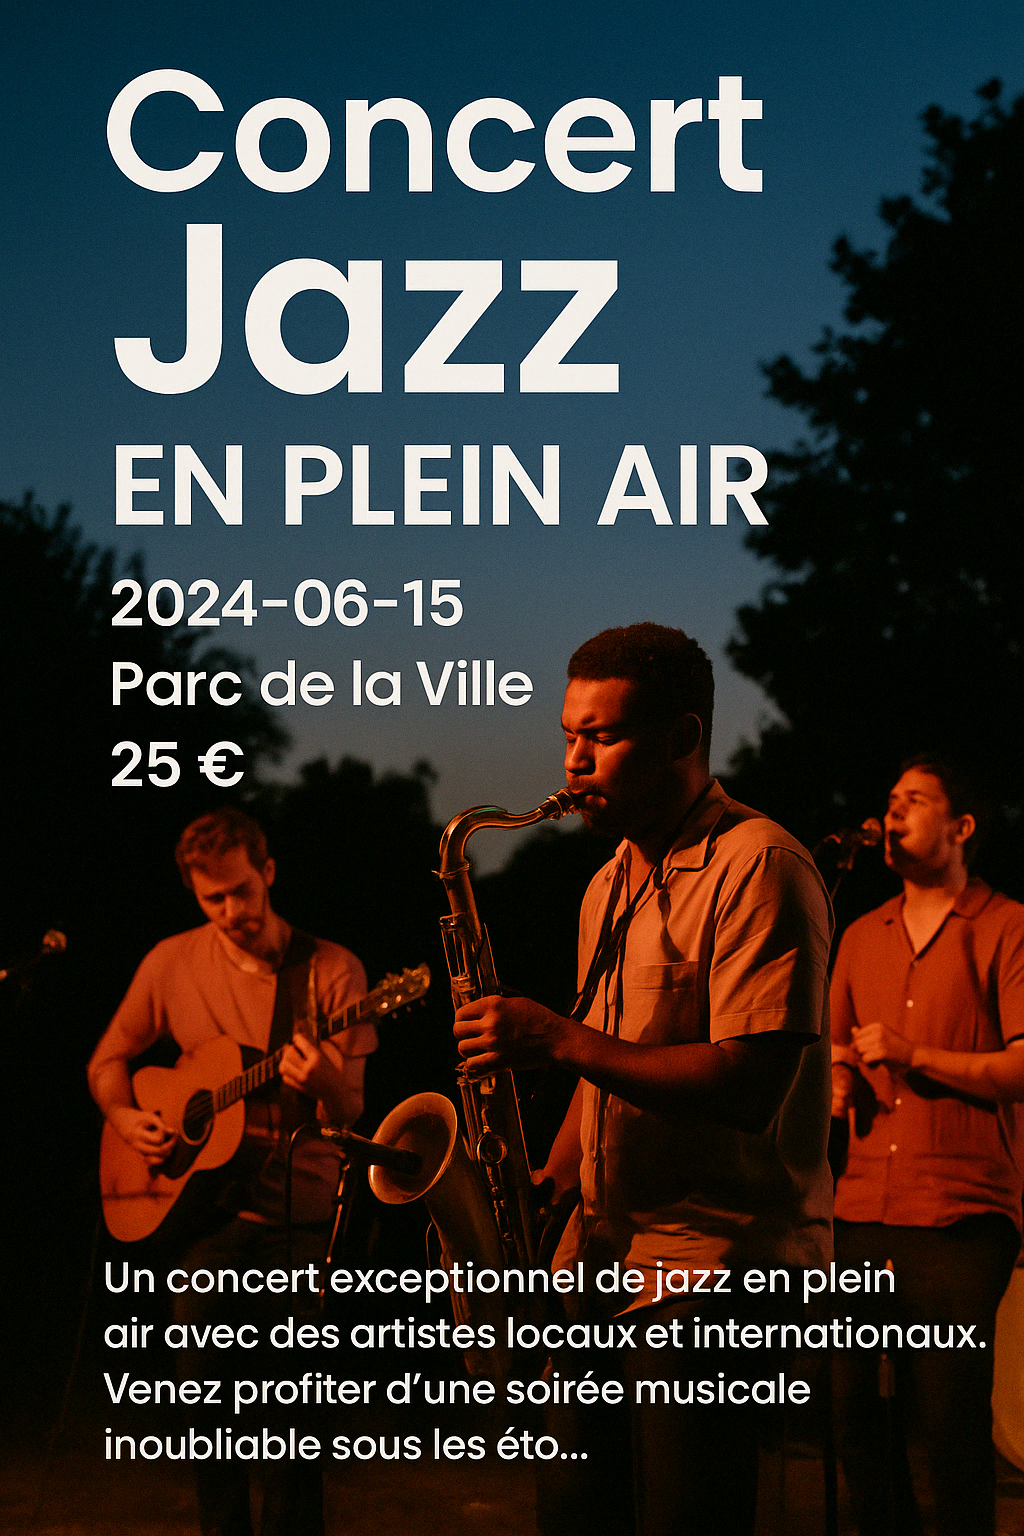 Concert
Jazz
EN PLEIN AIR
2024-06-15
Parc de la Ville
25 €
Un concert exceptionnel de jazz en plein
air avec des artistes locaux et internationaux.
Venez profiter d’une soirée musicale
inoubliable sous les éto...